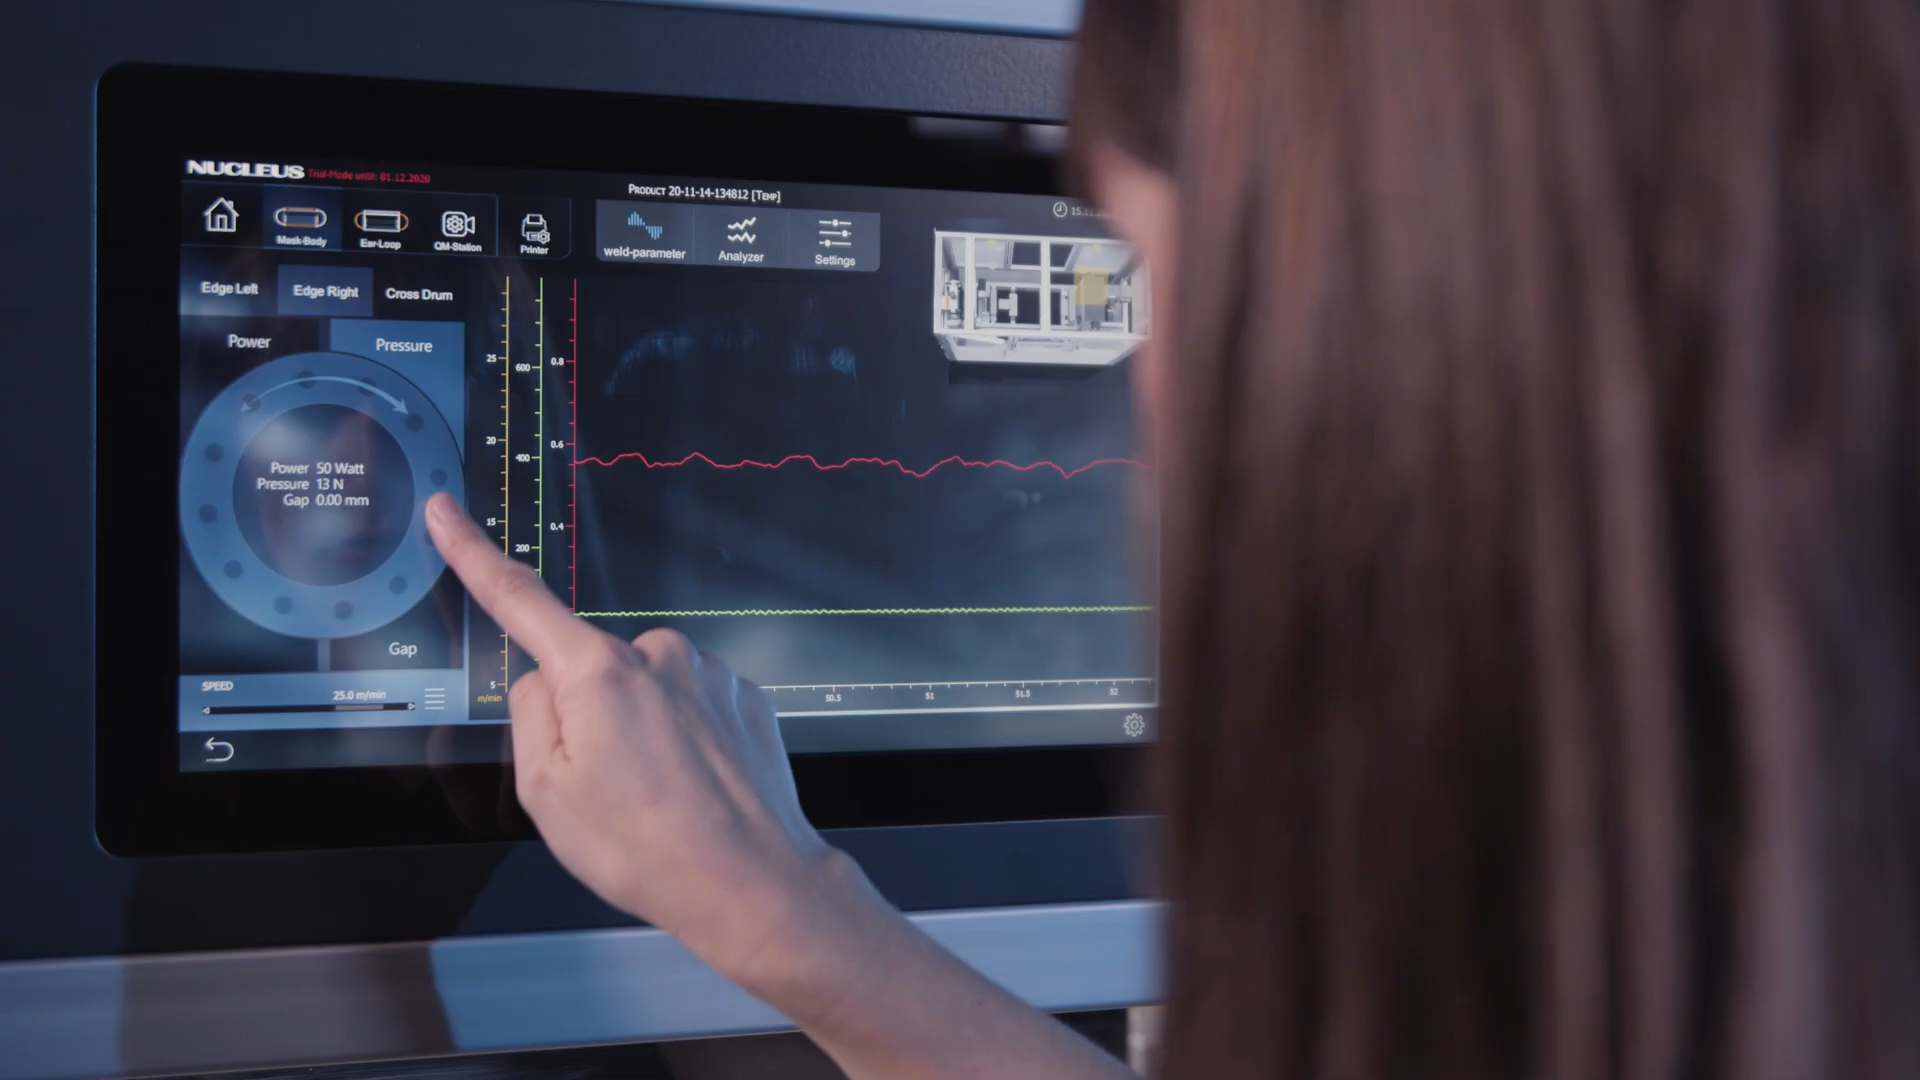 NUCLEUS Trial-Mode until: 01.12.2020
Product 20-11-14-134812 [Temp]
Mask-Body
Ear-Loop
QM-Station
Printer
weld-parameter
Analyzer
Settings
Edge Left
Edge Right
Cross Drum
Power
Pressure
Power 50 Watt
Pressure 13 N
Gap 0.00 mm
Gap
SPEED
25.0 m/min
25
20
15
5
m/min
600
400
200
0.8
0.6
0.4
50.5
51
51.5
52